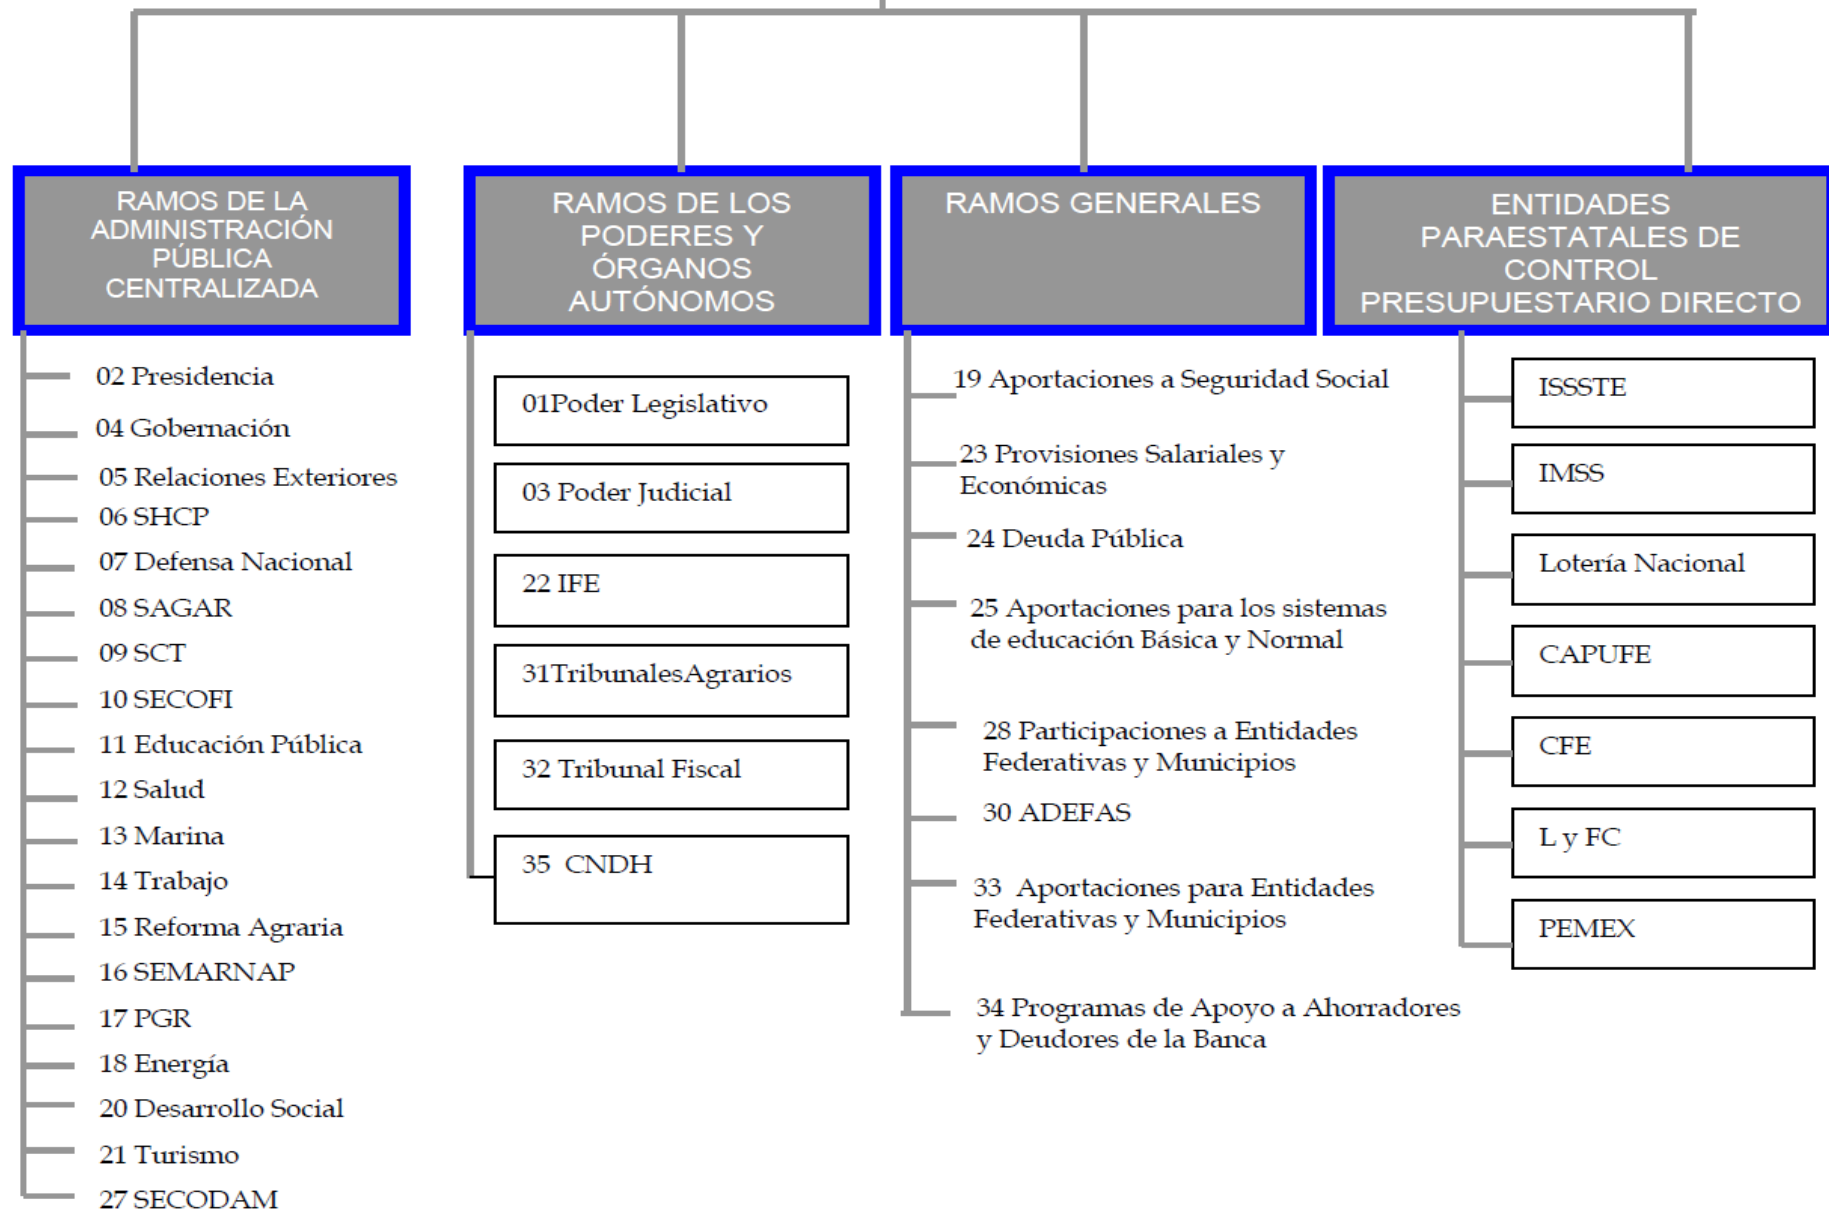 RAMOS DE LA
ADMINISTRACIÓN
PÚBLICA
CENTRALIZADA
02 Presidencia
04 Gobernación
05 Relaciones Exteriores
06 SHCP
07 Defensa Nacional
08 SAGAR
09 SCT
10 SECOFI
11 Educación Pública
12 Salud
13 Marina
14 Trabajo
15 Reforma Agraria
16 SEMARNAP
17 PGR
18 Energía
20 Desarrollo Social
21 Turismo
27 SECODAM
RAMOS DE LOS
PODERES Y
ÓRGANOS
AUTÓNOMOS
01Poder Legislativo
03 Poder Judicial
22 IFE
31TribunalesAgrarios
32 Tribunal Fiscal
35 CNDH
RAMOS GENERALES
19 Aportaciones a Seguridad Social
23 Provisiones Salariales y
Económicas
24 Deuda Pública
25 Aportaciones para los sistemas
de educación Básica y Normal
28 Participaciones a Entidades
Federativas y Municipios
30 ADEFAS
33 Aportaciones para Entidades
Federativas y Municipios
34 Programas de Apoyo a Ahorradores
y Deudores de la Banca
ENTIDADES
PARAESTATALES DE
CONTROL
PRESUPUESTARIO DIRECTO
ISSSTE
IMSS
Lotería Nacional
CAPUFE
CFE
L y FC
PEMEX